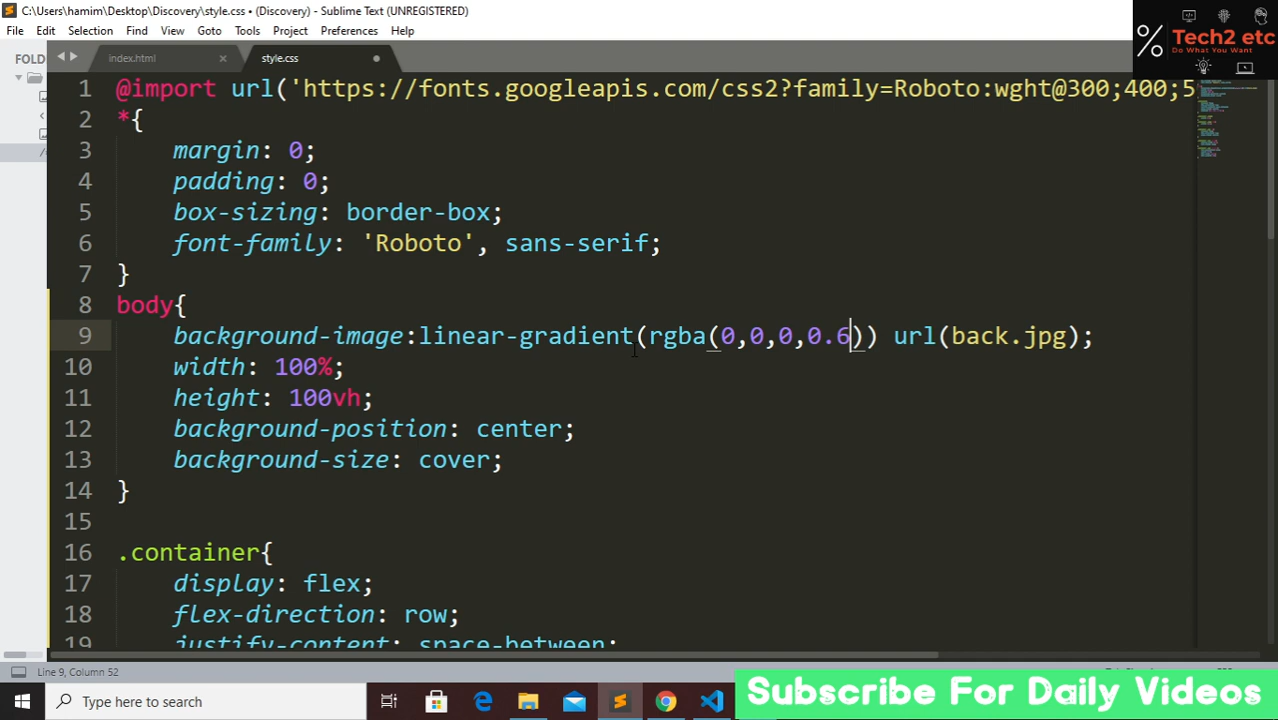 C:\Users\hamim\Desktop\Discovery\style.css • (Discovery) - Sublime Text (UNREGISTERED)
File Edit Selection Find View Goto Tools Project Preferences Help
Tech2 etc
Do What You Want
FOLD
index.html
style.css
1 @import url('https://fonts.googleapis.com/css2?family=Roboto:wght@300;400;5
2 *{
3 margin: 0;
4 padding: 0;
5 box-sizing: border-box;
6 font-family: 'Roboto', sans-serif;
7 }
8 body{
9 background-image:linear-gradient(rgba(0,0,0,0.6)) url(back.jpg);
10 width: 100%;
11 height: 100vh;
12 background-position: center;
13 background-size: cover;
14 }
15
16 .container{
17 display: flex;
18 flex-direction: row;
19 justify-content: space-between;
Line 9, Column 52
Type here to search
Subscribe For Daily Videos